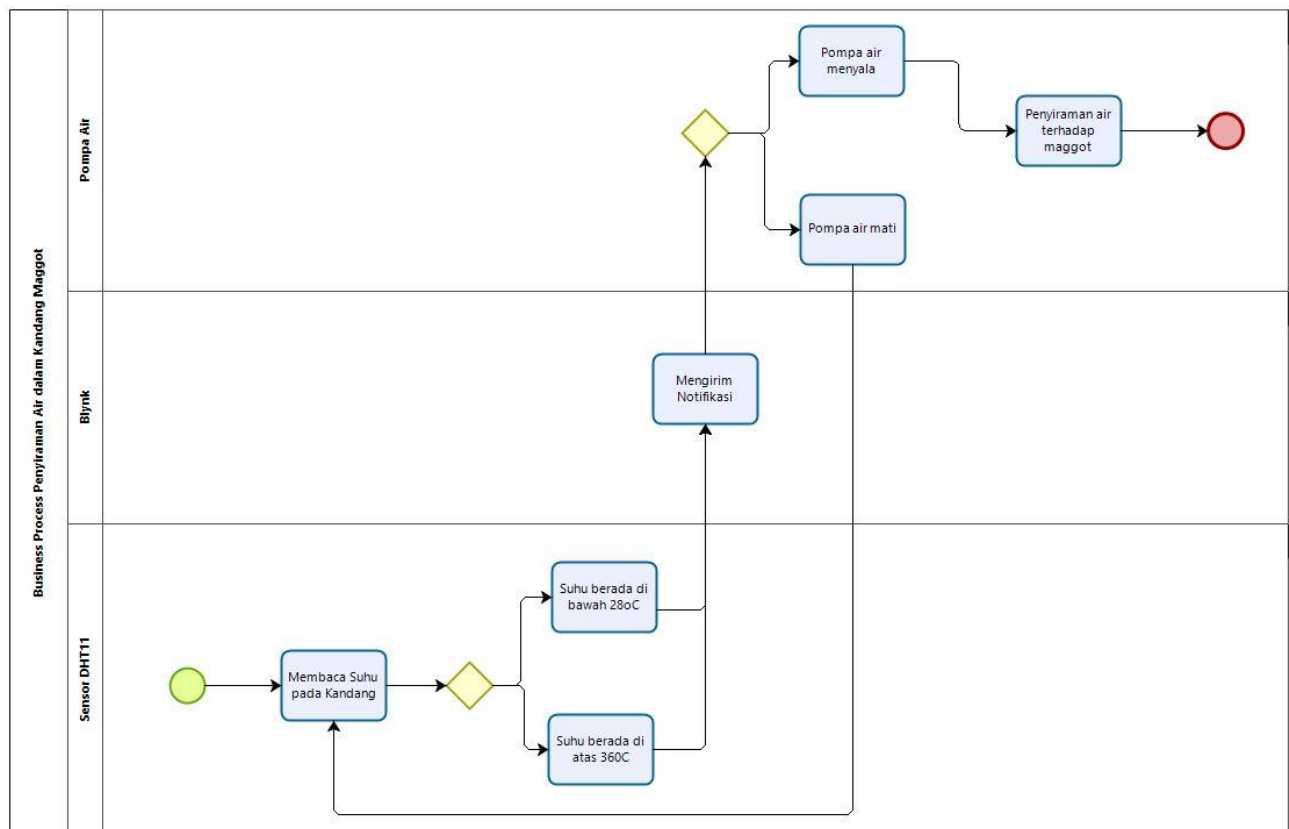 Business Process Penyiraman Air dalam Kandang Maggot
Pompa Air
Pompa air
menyala
Penyiraman air
terhadap
maggot
Pompa air mati
Blynk
Mengirim
Notifikasi
Sensor DHT11
Membaca Suhu
pada Kandang
Suhu berada di
bawah 28oC
Suhu berada di
atas 360C